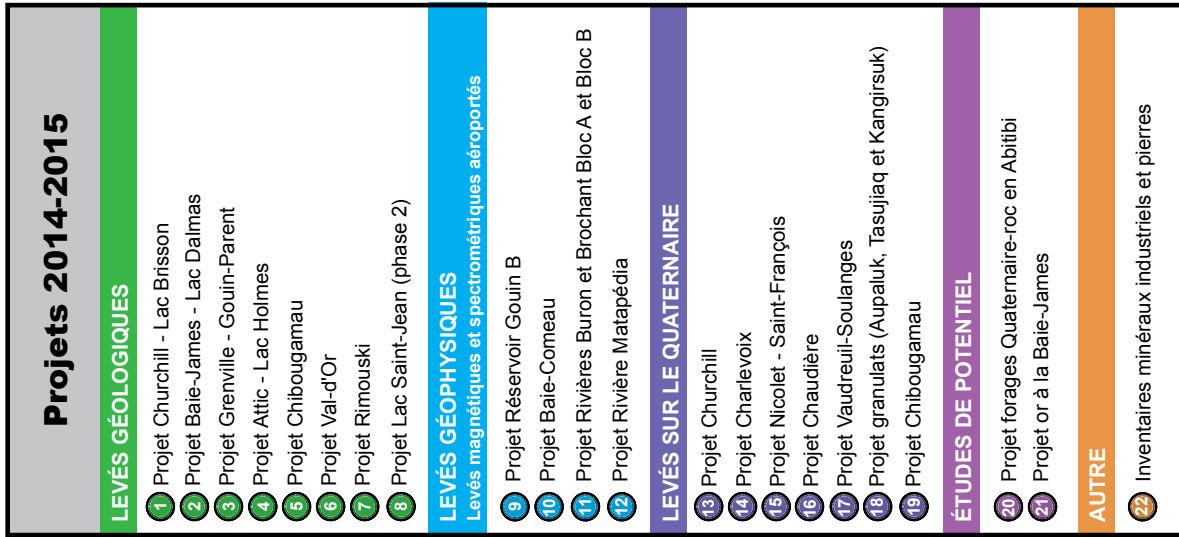 Projets 2014-2015
LEVÉS GÉOLOGIQUES
1 Projet Churchill - Lac Brisson
2 Projet Baie-James - Lac Dalmas
3 Projet Grenville - Gouin-Parent
4 Projet Attic - Lac Holmes
5 Projet Chibougamau
6 Projet Val-d'Or
7 Projet Rimouski
8 Projet Lac Saint-Jean (phase 2)
LEVÉS GÉOPHYSIQUES
Levés magnétiques et spectrométriques aéroportés
9 Projet Réservoir Gouin B
10 Projet Baie-Comeau
11 Projet Rivières Buron et Brochant Bloc A et Bloc B
12 Projet Rivière Matapédia
LEVÉS SUR LE QUATERNAIRE
13 Projet Churchill
14 Projet Charlevoix
15 Projet Nicolet - Saint-François
16 Projet Chaudière
17 Projet Vaudreuil-Soulanges
18 Projet granulats (Aupaluk, Tasujiaq et Kangirsuk)
19 Projet Chibougamau
ÉTUDES DE POTENTIEL
20 Projet forages Quaternaire-roc en Abitibi
21 Projet or à la Baie-James
AUTRE
22 Inventaires minéraux industriels et pierres